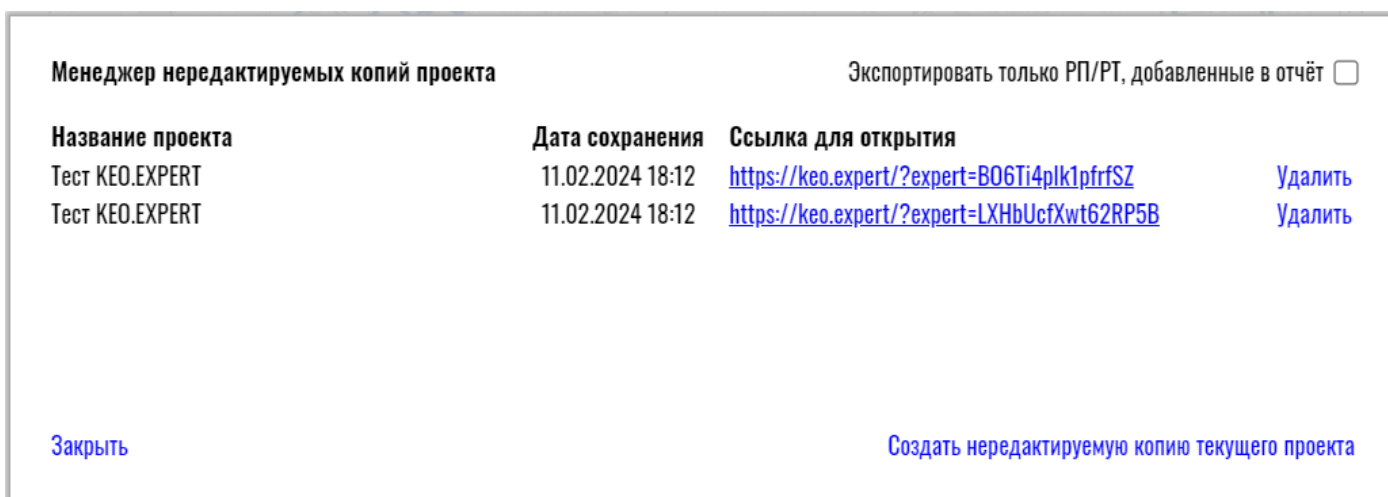 Менеджер нередактируемых копий проекта Экспортировать только РП/РТ, добавленные в отчёт
Название проекта Дата сохранения Ссылка для открытия
Тест KEO.EXPERT 11.02.2024 18:12 https://keo.expert/?expert=BO6Ti4plk1pfrfSZ Удалить
Тест KEO.EXPERT 11.02.2024 18:12 https://keo.expert/?expert=LXHbUcfXwt62RP5B Удалить
Закрыть Создать нередактируемую копию текущего проекта